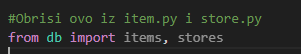 #Obrisi ovo iz item.py i store.py
from db import items, stores